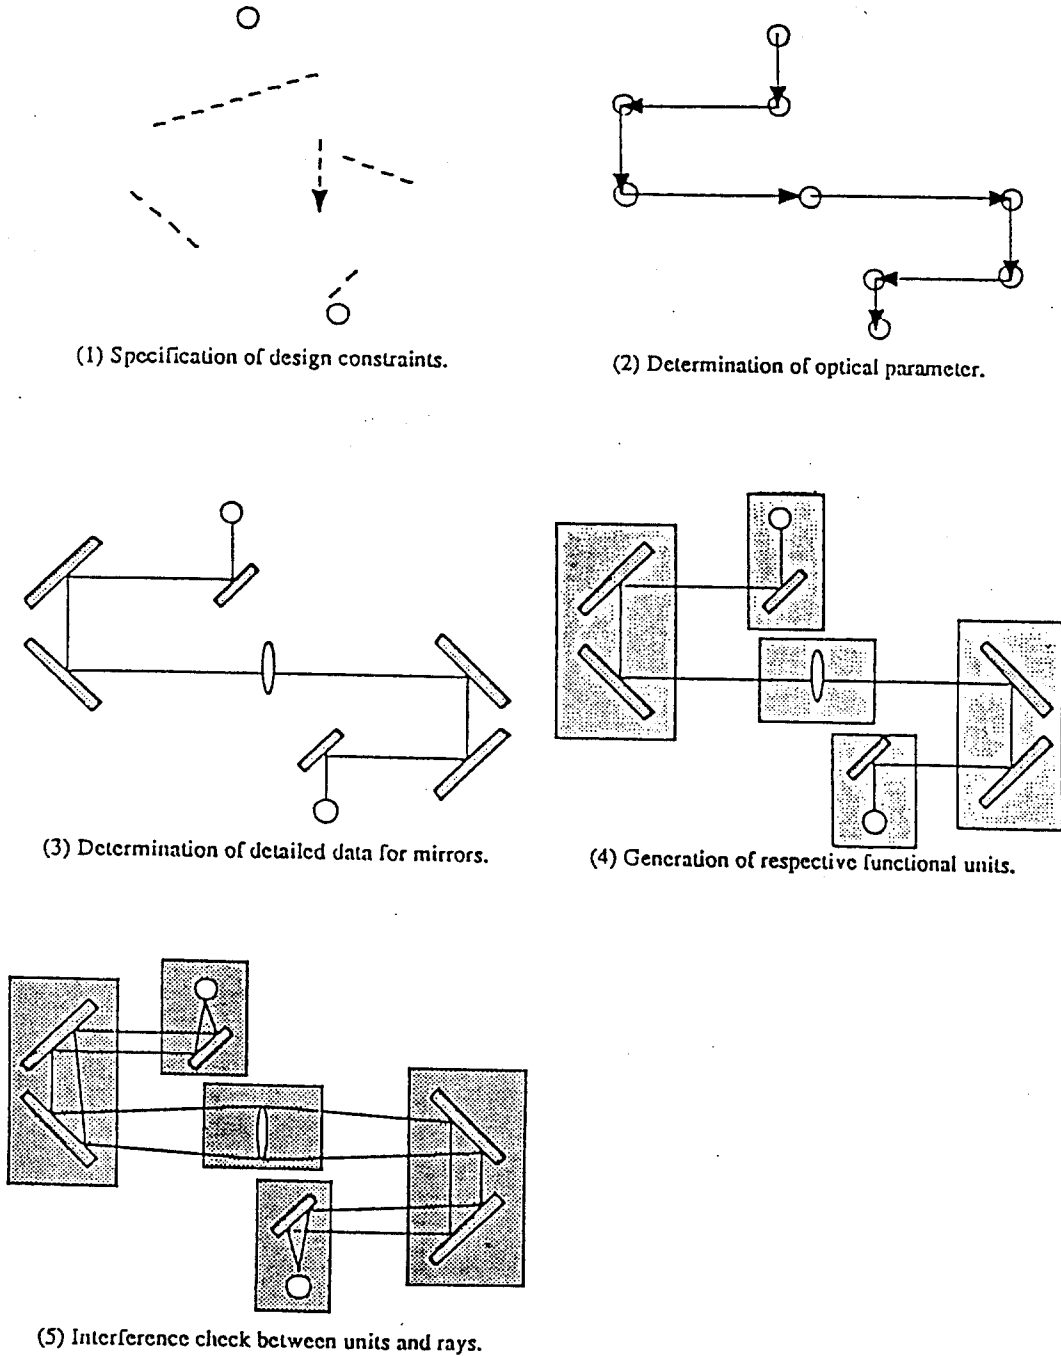 (1) Specification of design constraints.
(2) Determination of optical parameter.
(3) Determination of detailed data for mirrors.
(4) Generation of respective functional units.
(5) Interference check between units and rays.